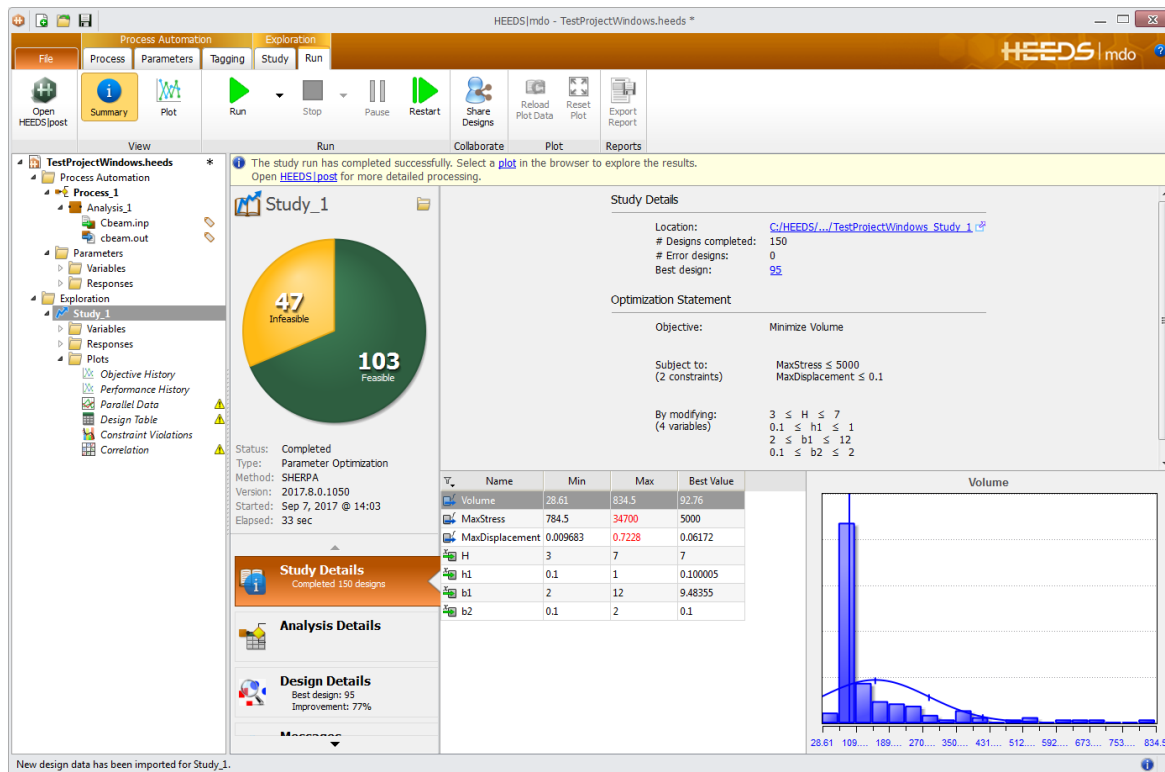 HEEDS|mdo - TestProjectWindows.heeds *
Process Automation Exploration
File Process Parameters Tagging Study Run
HEEDS | mdo
Open HEEDS|post
Summary
Plot
Run
Stop
Pause
Restart
Share Designs
Reload Plot Data
Reset Plot
Export Report
View Run Collaborate Plot Reports
TestProjectWindows.heeds *
Process Automation
Process_1
Analysis_1
Cbeam.inp
cbeam.out
Parameters
Variables
Responses
Exploration
Study_1
Variables
Responses
Plots
Objective History
Performance History
Parallel Data
Design Table
Constraint Violations
Correlation
The study run has completed successfully. Select a plot in the browser to explore the results.
Open HEEDS|post for more detailed processing.
Study_1
47
Infeasible
103
Feasible
Status: Completed
Type: Parameter Optimization
Method: SHERPA
Version: 2017.8.0.1050
Started: Sep 7, 2017 @ 14:03
Elapsed: 33 sec
Study Details
Completed 150 designs
Analysis Details
Design Details
Best design: 95
Improvement: 77%
Messages
Study Details
Location: C:/HEEDS/.../TestProjectWindows_Study_1
# Designs completed: 150
# Error designs: 0
Best design: 95
Optimization Statement
Objective: Minimize Volume
Subject to: MaxStress ≤ 5000
(2 constraints) MaxDisplacement ≤ 0.1
By modifying: 3 ≤ H ≤ 7
(4 variables) 0.1 ≤ h1 ≤ 1
2 ≤ b1 ≤ 12
0.1 ≤ b2 ≤ 2
Name Min Max Best Value
Volume 28.61 834.5 92.76
MaxStress 784.5 34700 5000
MaxDisplacement 0.009683 0.7228 0.06172
H 3 7 7
h1 0.1 1 0.100005
b1 2 12 9.48355
b2 0.1 2 0.1
Volume
28.61 109.... 189.... 270.... 350.... 431.... 512.... 592.... 673.... 753.... 834.5
New design data has been imported for Study_1.